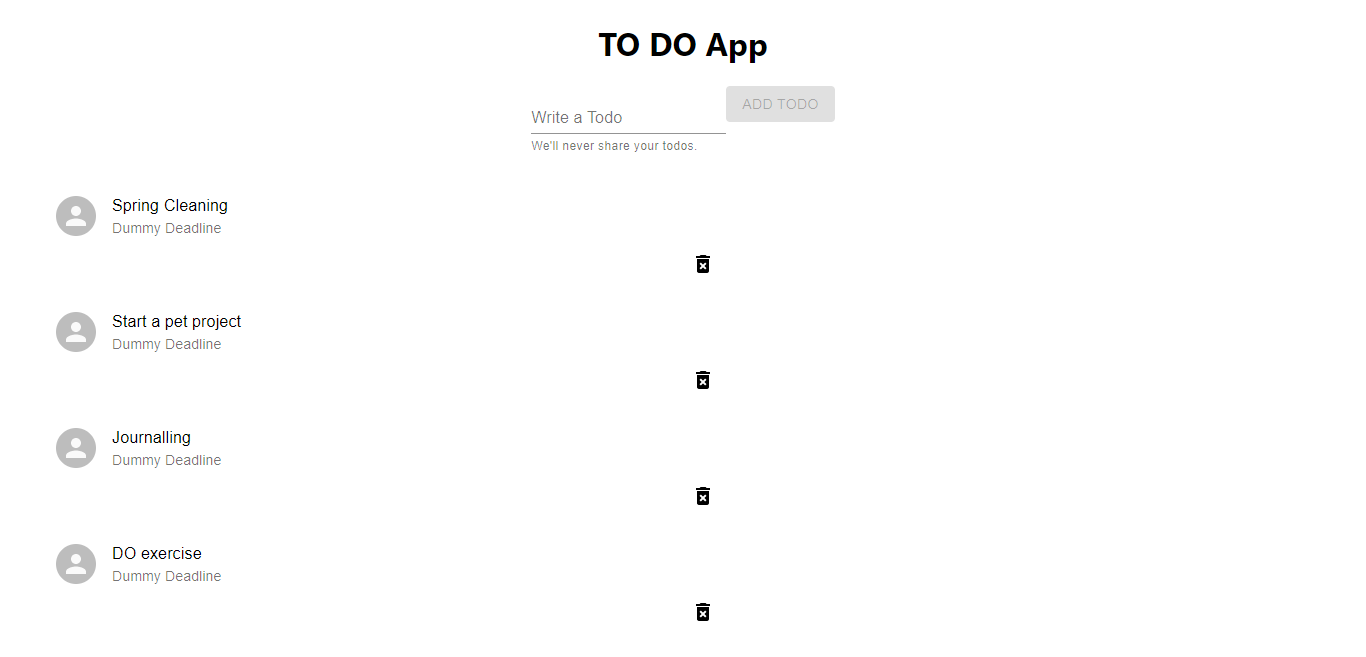 TO DO App
ADD TODO
Write a Todo
We'll never share your todos.
Spring Cleaning
Dummy Deadline
Start a pet project
Dummy Deadline
Journalling
Dummy Deadline
DO exercise
Dummy Deadline